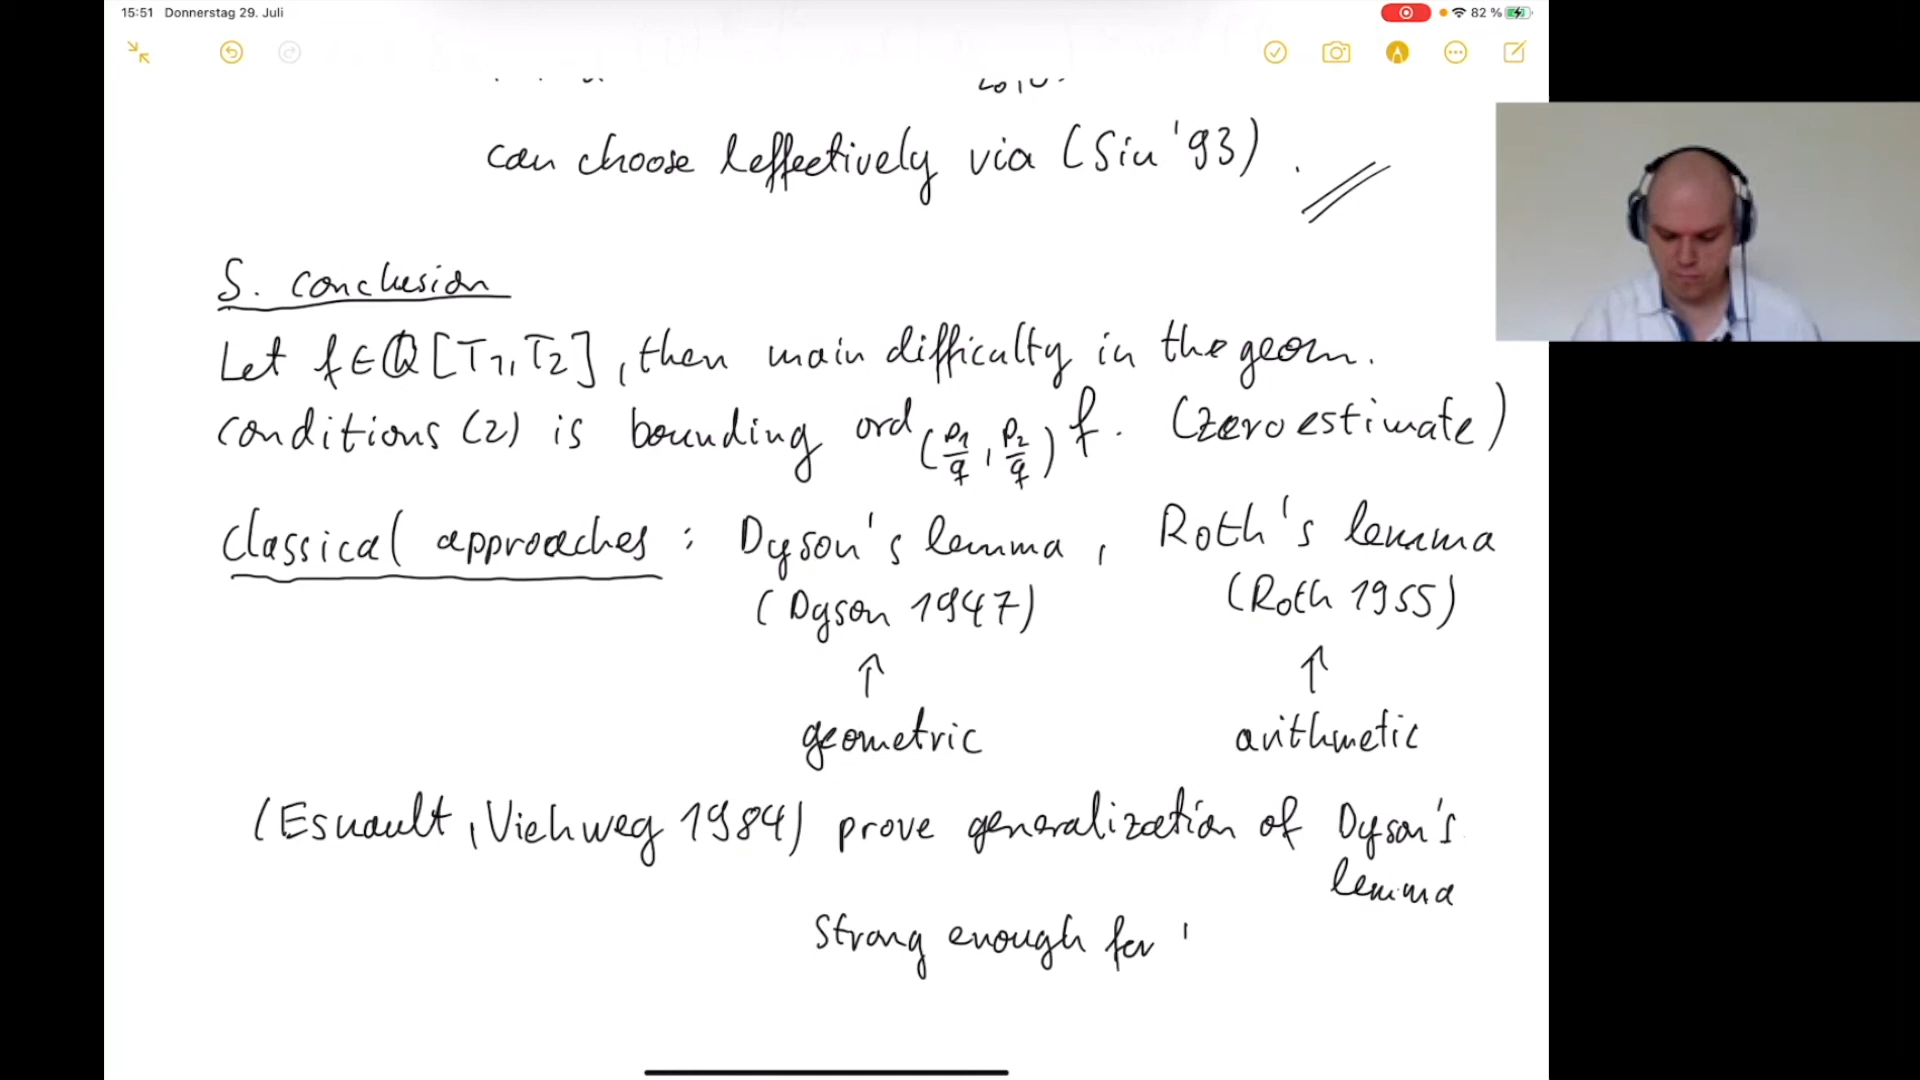 15:51 Donnerstag 29. Juli
82 %
can choose l effectively via (Siu '93).
5. conclusion
Let f ∈ ℚ[T₁, T₂], then main difficulty in the geom.
conditions (2) is bounding ord_(p₁/q, p₂/q) f. (zero estimate)
Classical approaches: Dyson's lemma, Roth's lemma
(Dyson 1947) (Roth 1955)
↑ ↑
geometric arithmetic
(Esnault, Viehweg 1984) prove generalization of Dyson's
lemma
strong enough for